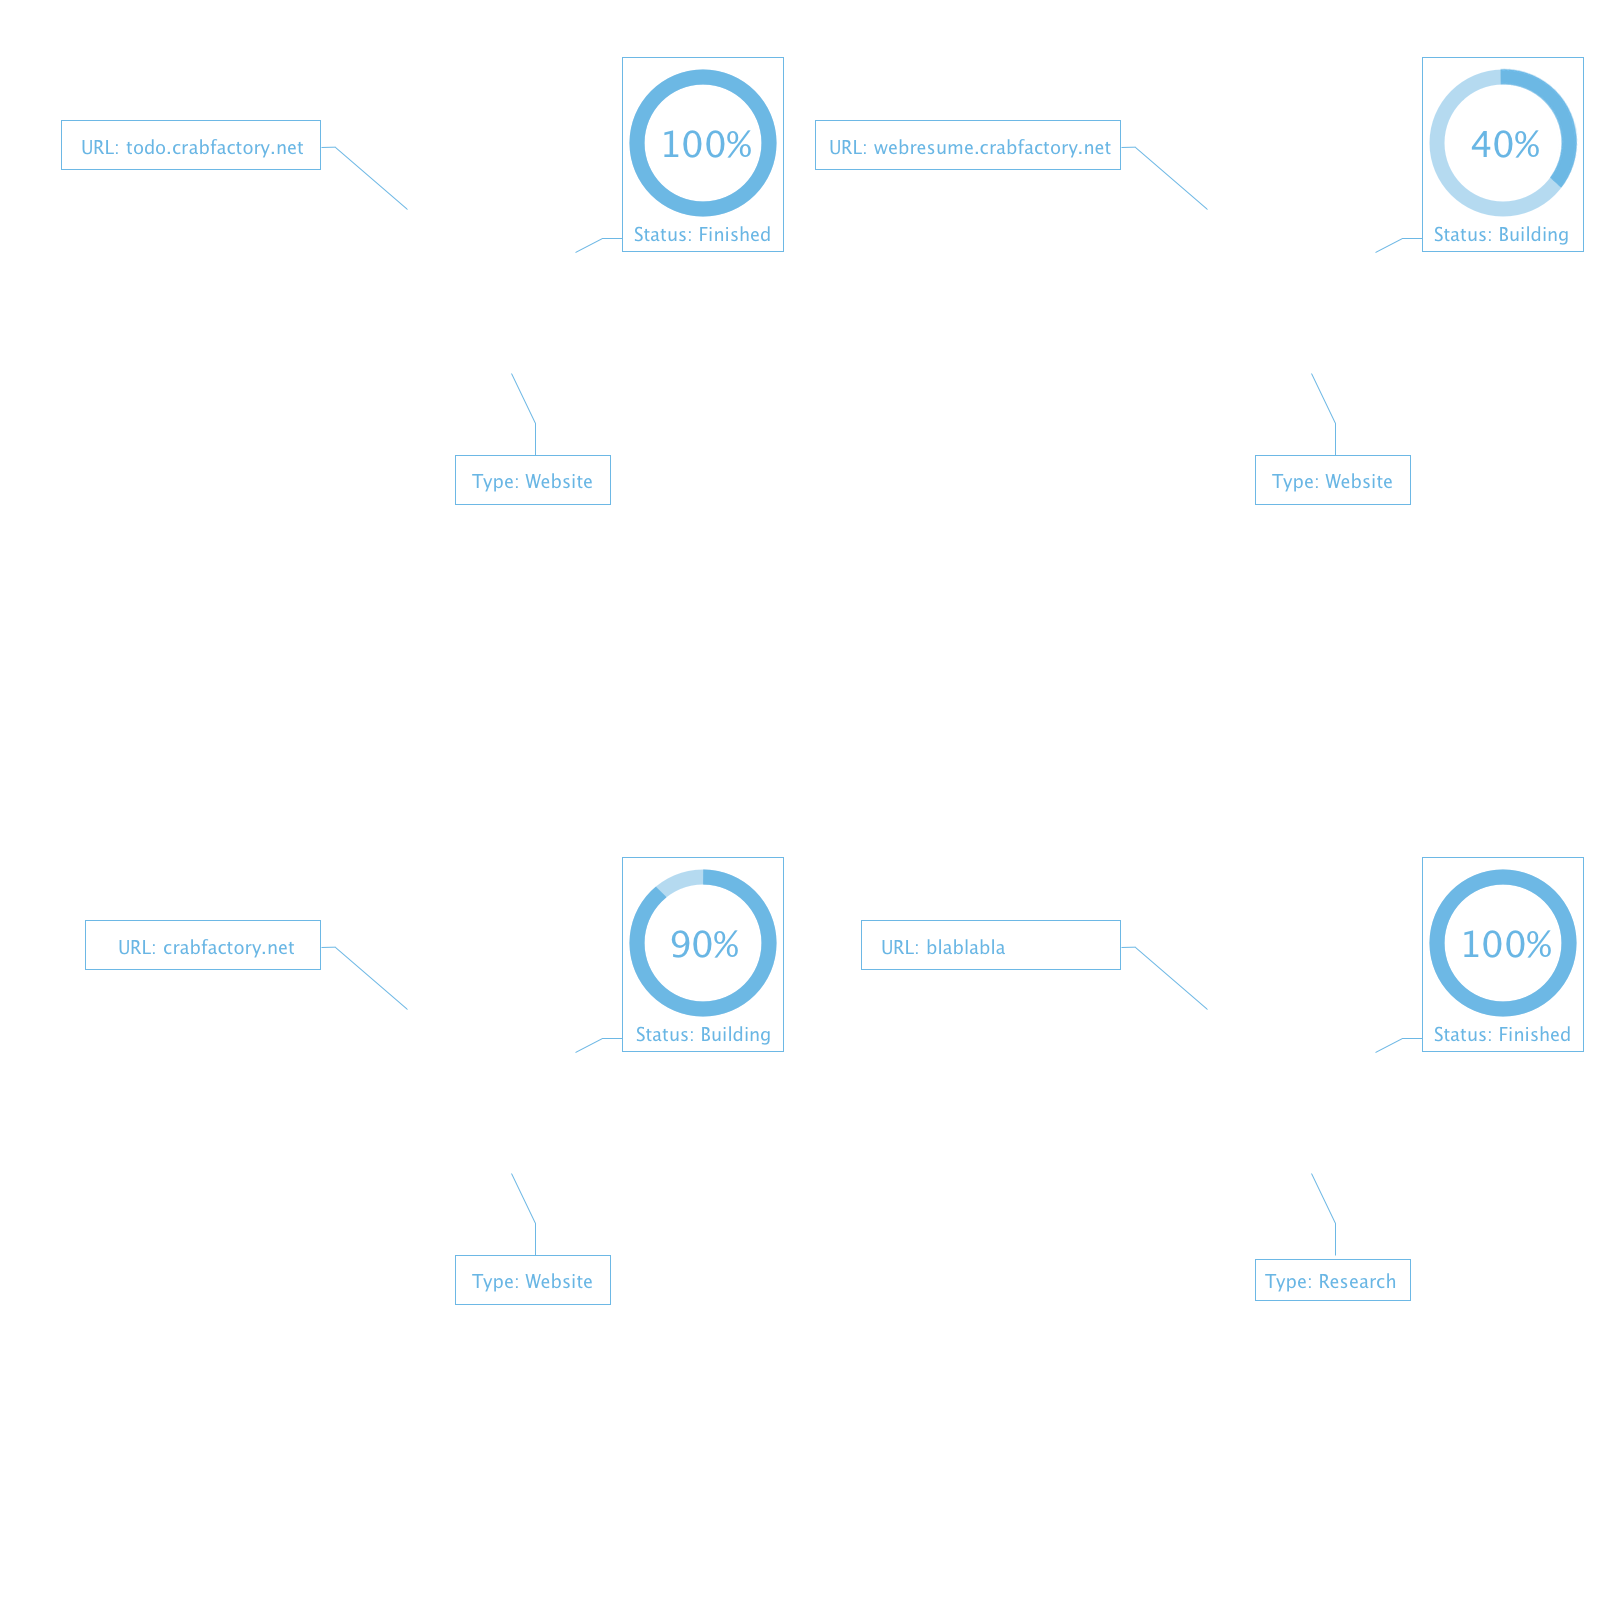 100%
URL: todo.crabfactory.net
Status: Finished
Type: Website
40%
URL: webresume.crabfactory.net
Status: Building
Type: Website
90%
URL: crabfactory.net
Status: Building
Type: Website
100%
URL: blablabla
Status: Finished
Type: Research